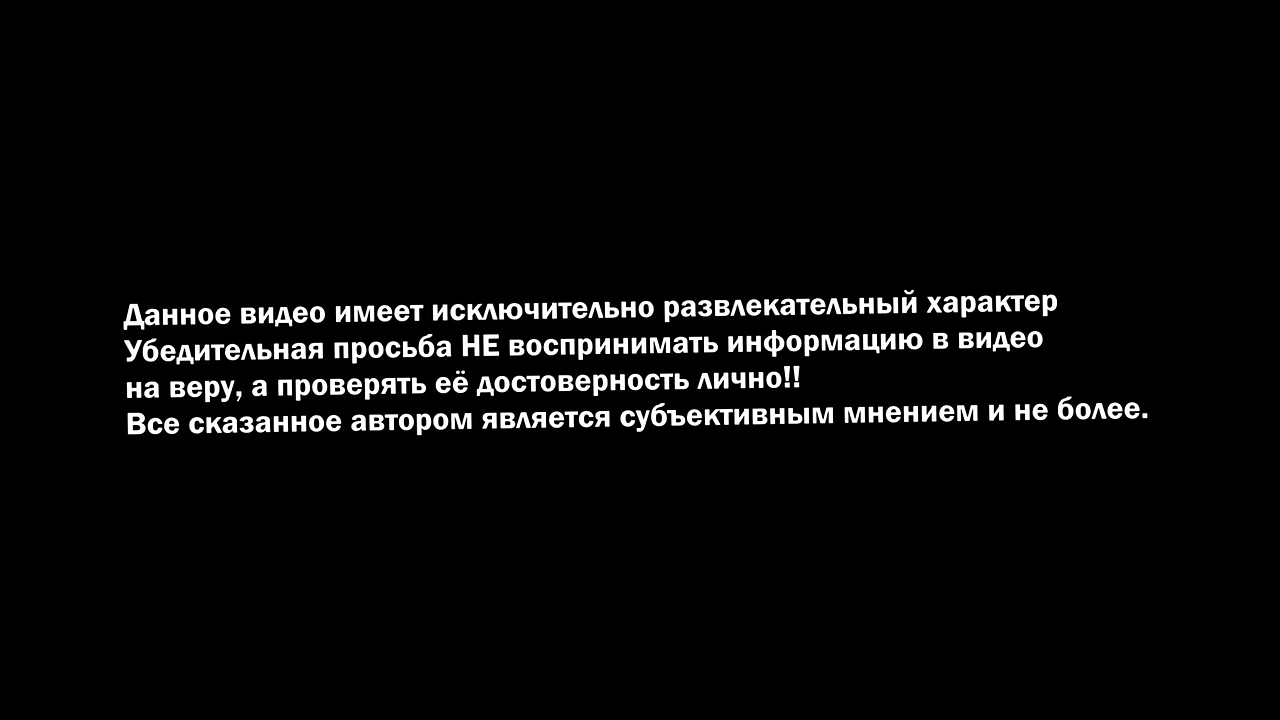 Данное видео имеет исключительно развлекательный характер
Убедительная просьба НЕ воспринимать информацию в видео
на веру, а проверять её достоверность лично!!
Все сказанное автором является субъективным мнением и не более.